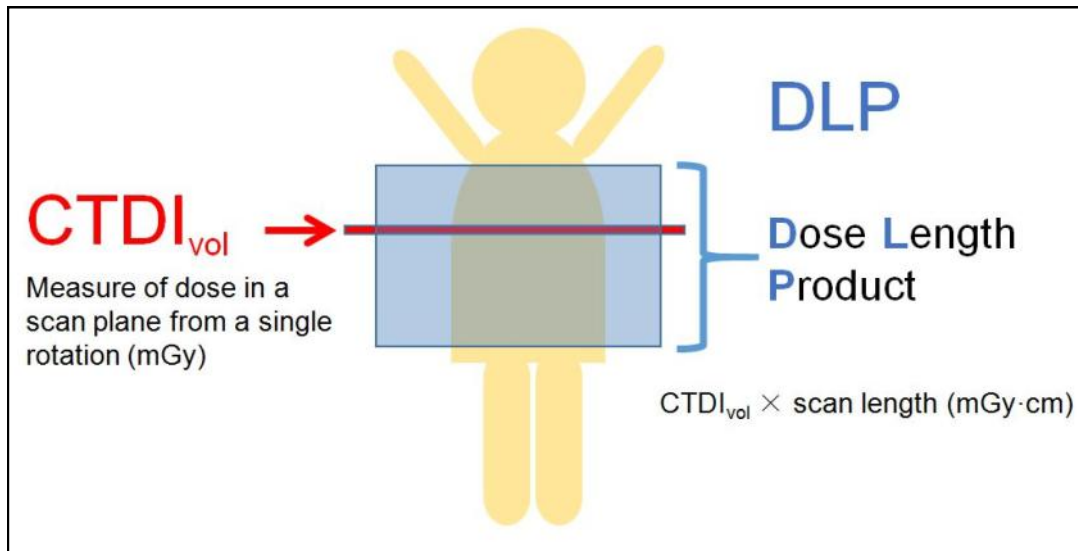 DLP
CTDIvol
Measure of dose in a
scan plane from a single
rotation (mGy)
Dose Length
Product
CTDIvol × scan length (mGy·cm)